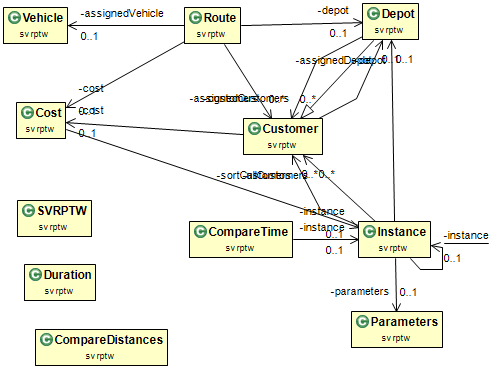 Vehicle
svrptw
-assignedVehicle
0..1
Route
svrptw
-depot
0..1
Depot
svrptw
-cost
-cost
0..1
Cost
svrptw
-assignedDepot
-depot
0..1
0..1
0..*
0..*
Customer
svrptw
0..*
0..*
-instance
-instance
0..1
0..1
CompareTime
svrptw
Instance
svrptw
-instance
0..1
SVRPTW
svrptw
Duration
svrptw
-parameters
0..1
Parameters
svrptw
CompareDistances
svrptw